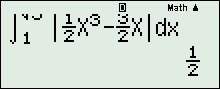 D Math ▲
∫₁ |½X³-3/2X|dx
½